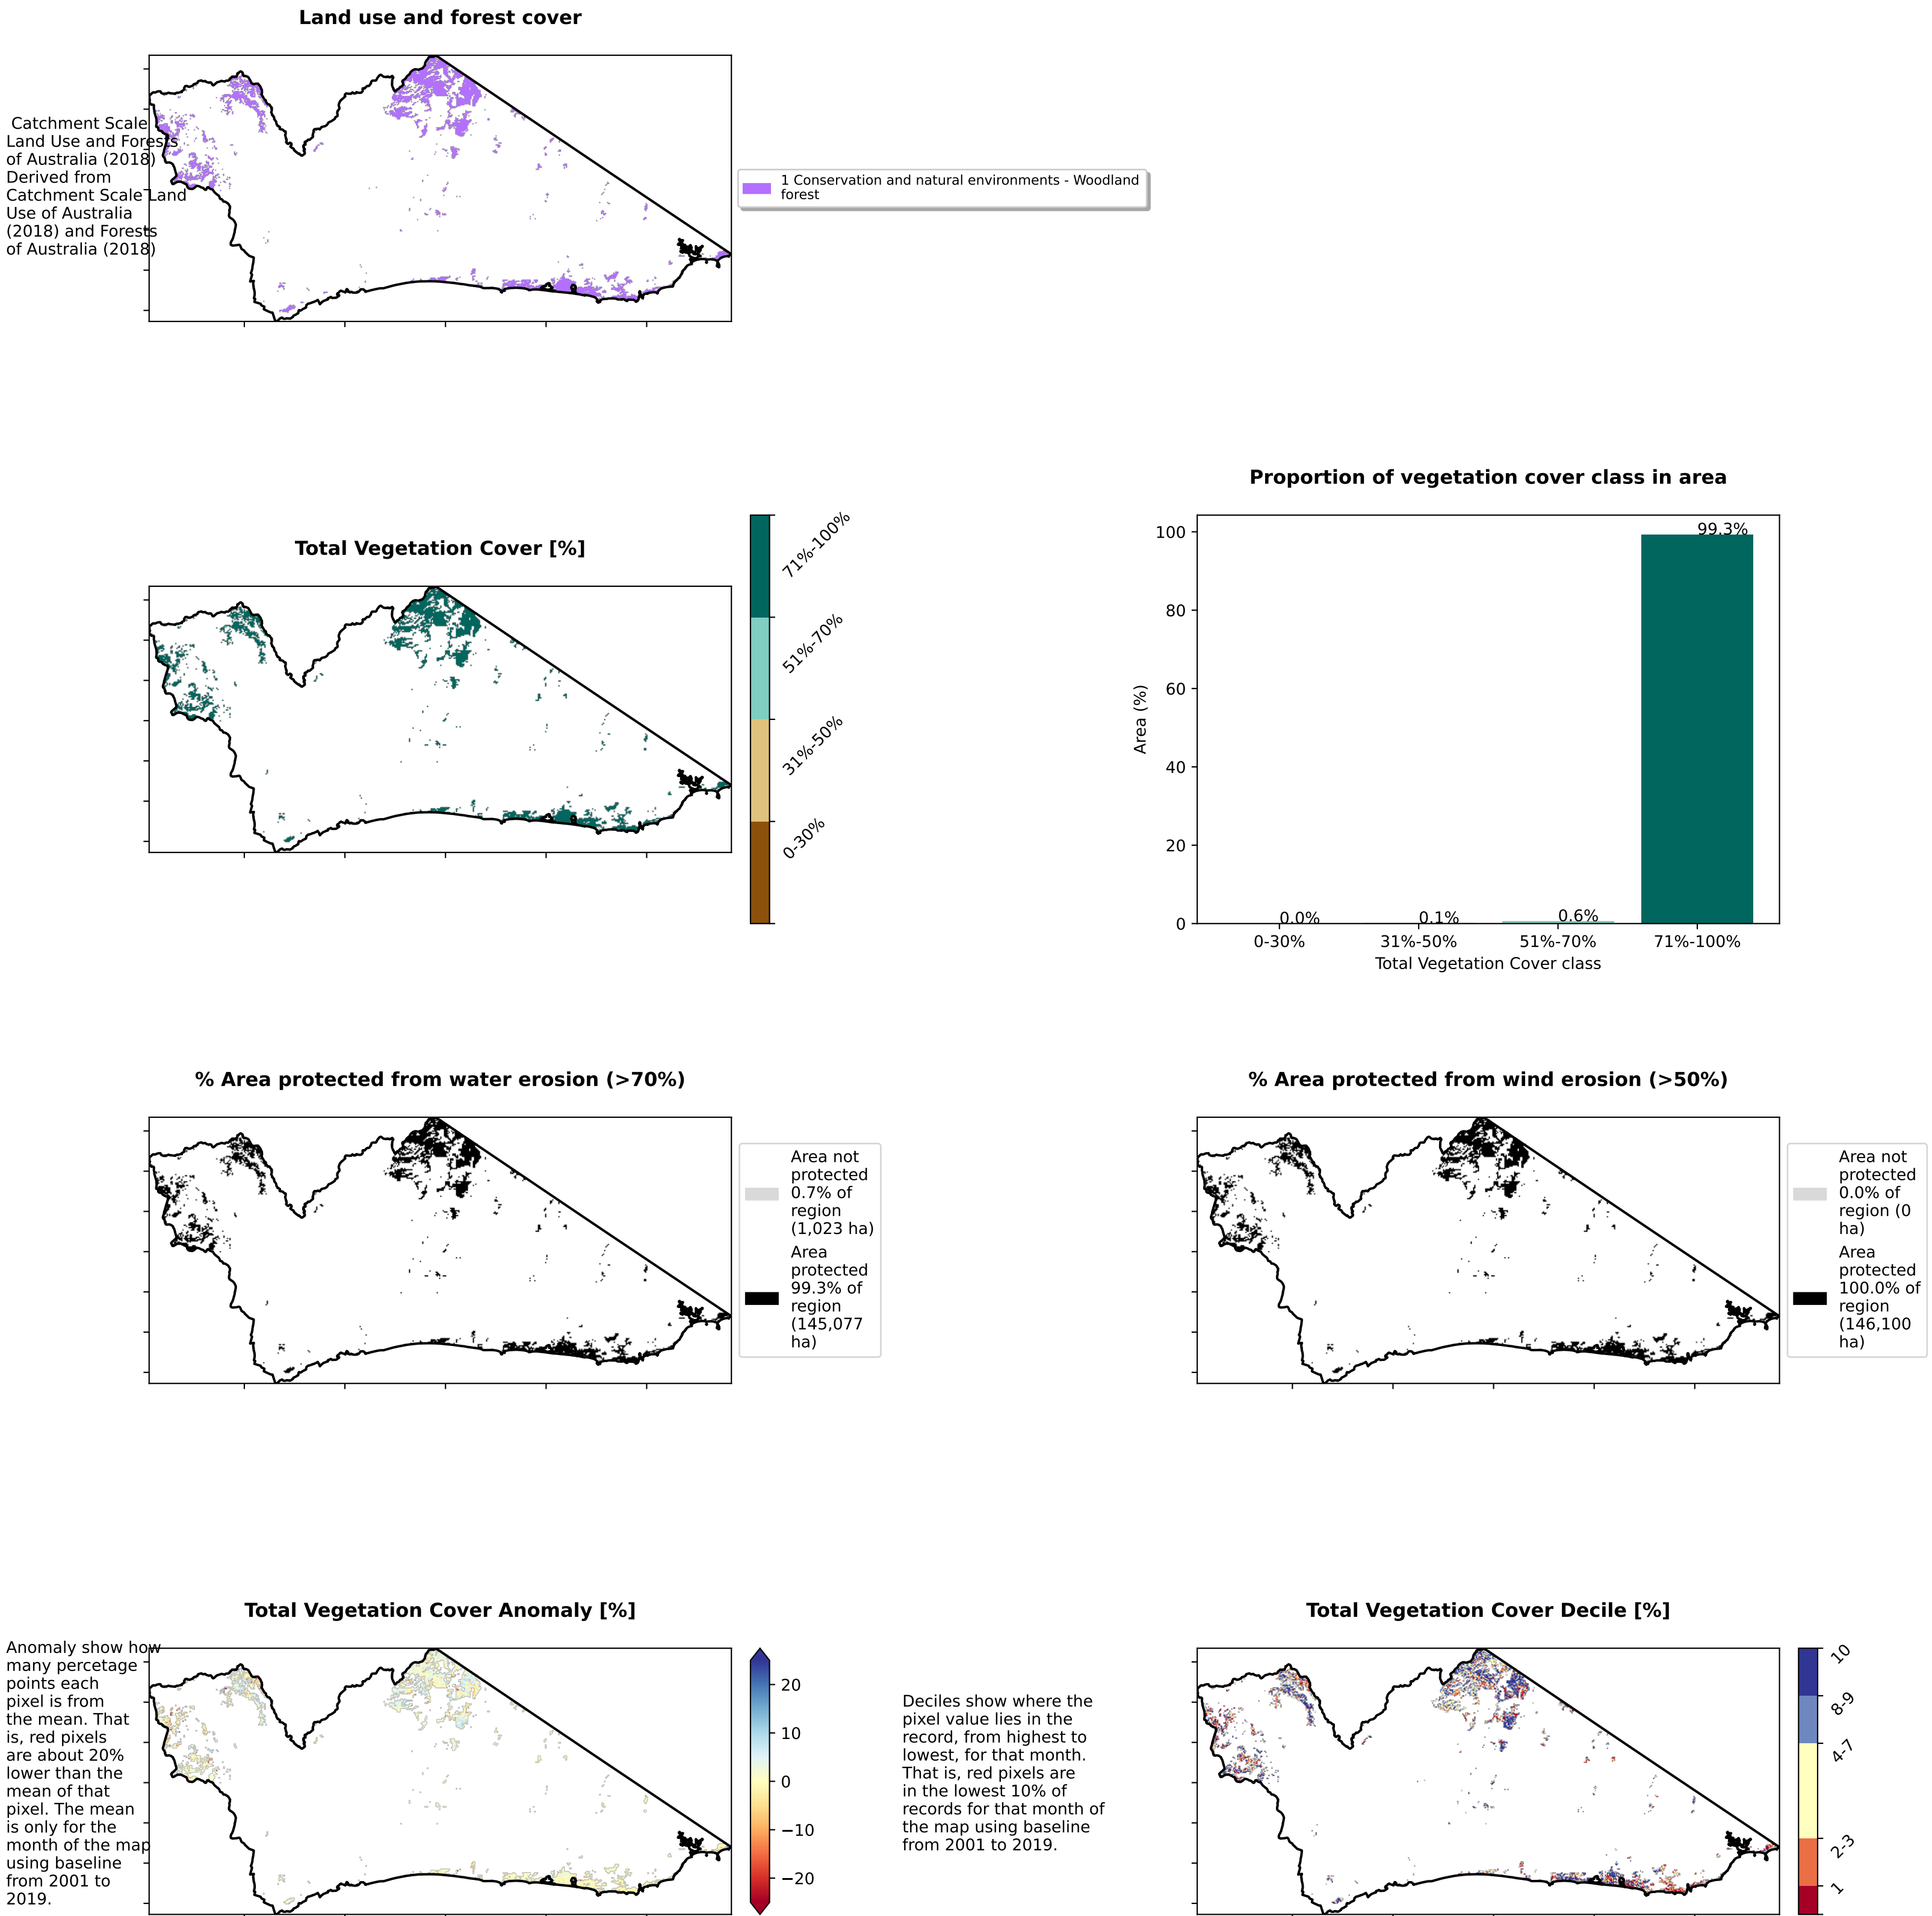 Land use and forest cover
Catchment Scale
Land Use and Forests
of Australia (2018)
Derived from
Catchment Scale Land
Use of Australia
(2018) and Forests
of Australia (2018)
1 Conservation and natural environments - Woodland
forest
Total Vegetation Cover [%]
71%-100%
51%-70%
31%-50%
0-30%
Proportion of vegetation cover class in area
100
80
60
40
20
0
Area (%)
0.0%
0.1%
0.6%
99.3%
0-30%
31%-50%
51%-70%
71%-100%
Total Vegetation Cover class
% Area protected from water erosion (>70%)
Area not
protected
0.7% of
region
(1,023 ha)
Area
protected
99.3% of
region
(145,077
ha)
% Area protected from wind erosion (>50%)
Area not
protected
0.0% of
region (0
ha)
Area
protected
100.0% of
region
(146,100
ha)
Total Vegetation Cover Anomaly [%]
Anomaly show how
many percetage
points each
pixel is from
the mean. That
is, red pixels
are about 20%
lower than the
mean of that
pixel. The mean
is only for the
month of the map
using baseline
from 2001 to
2019.
20
10
0
−10
−20
Total Vegetation Cover Decile [%]
Deciles show where the
pixel value lies in the
record, from highest to
lowest, for that month.
That is, red pixels are
in the lowest 10% of
records for that month of
the map using baseline
from 2001 to 2019.
10
8-9
4-7
2-3
1